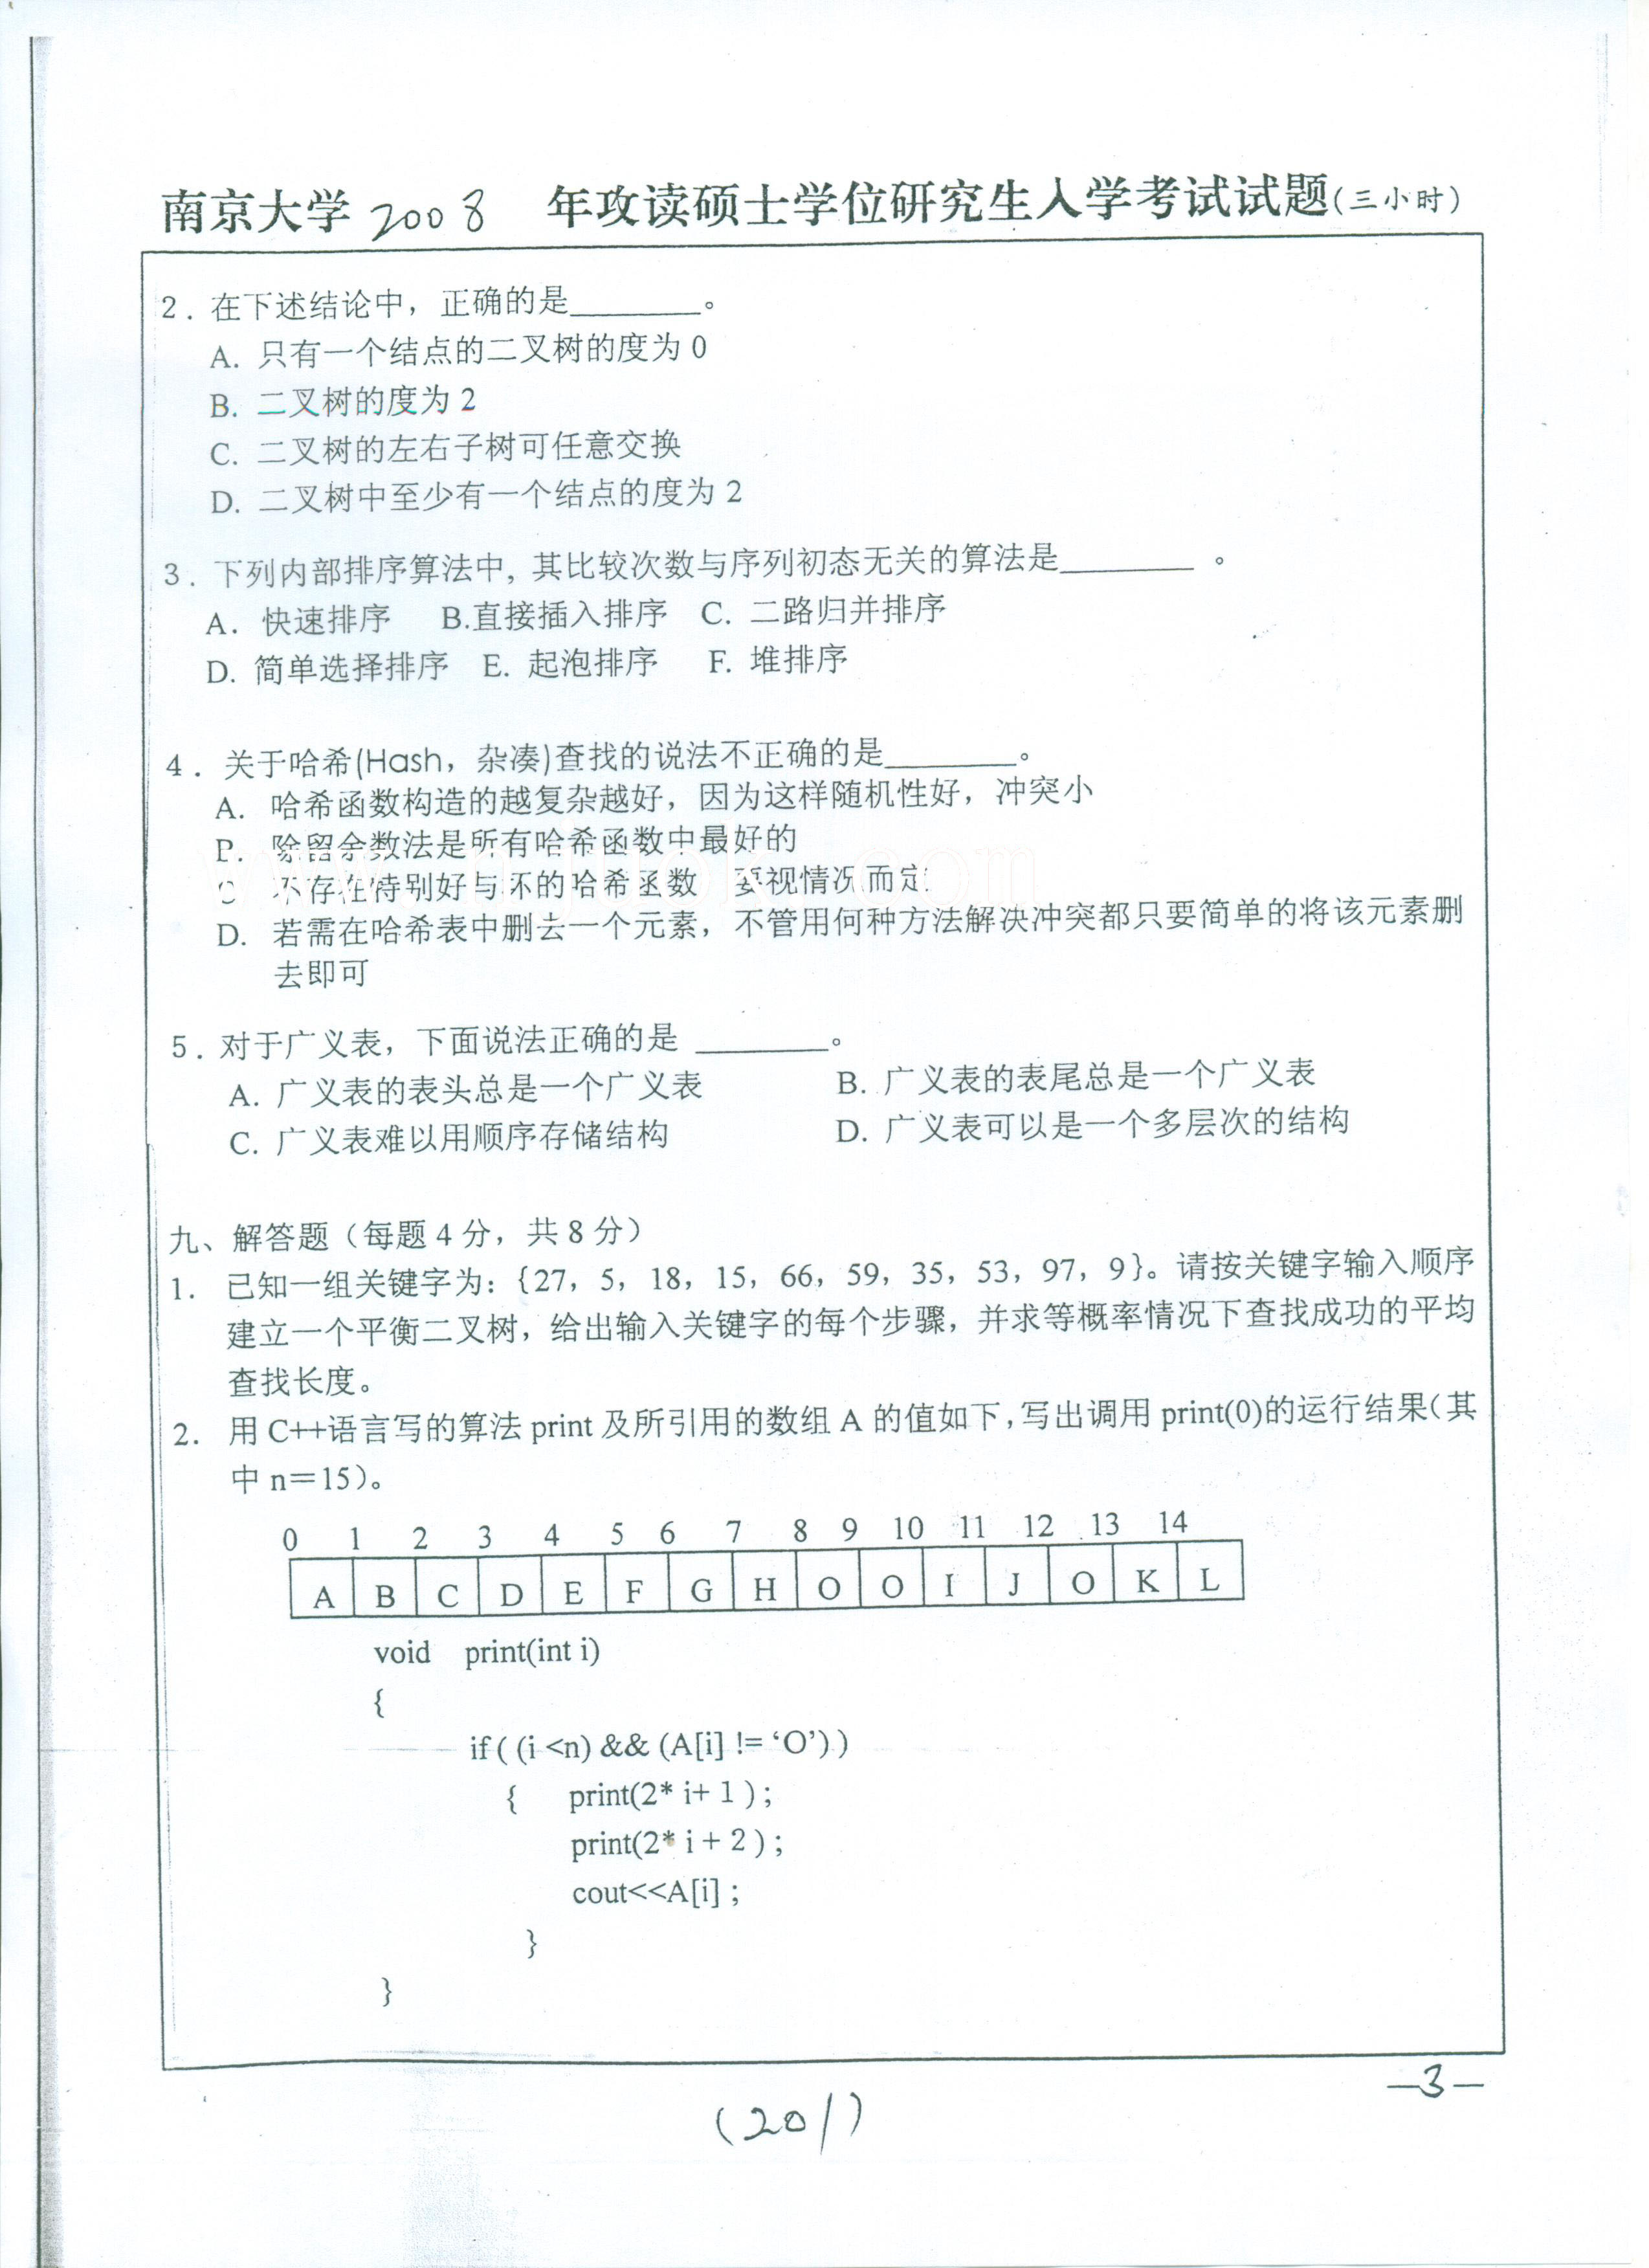 南京大学 2008 年攻读硕士学位研究生入学考试试题(三小时)
2. 在下述结论中，正确的是________。
A. 只有一个结点的二叉树的度为 0
B. 二叉树的度为 2
C. 二叉树的左右子树可任意交换
D. 二叉树中至少有一个结点的度为 2
3. 下列内部排序算法中, 其比较次数与序列初态无关的算法是________ 。
A. 快速排序 B.直接插入排序 C. 二路归并排序
D. 简单选择排序 E. 起泡排序 F. 堆排序
4. 关于哈希(Hash，杂凑)查找的说法不正确的是________。
A. 哈希函数构造的越复杂越好，因为这样随机性好，冲突小
B. 除留余数法是所有哈希函数中最好的
C 不存在特别好与坏的哈希函数 要视情况而定
D. 若需在哈希表中删去一个元素，不管用何种方法解决冲突都只要简单的将该元素删
去即可
5. 对于广义表，下面说法正确的是 ________。
A. 广义表的表头总是一个广义表 B. 广义表的表尾总是一个广义表
C. 广义表难以用顺序存储结构 D. 广义表可以是一个多层次的结构
九、解答题（每题 4 分，共 8 分）
1. 已知一组关键字为：{27，5，18，15，66，59，35，53，97，9}。请按关键字输入顺序
建立一个平衡二叉树，给出输入关键字的每个步骤，并求等概率情况下查找成功的平均
查找长度。
2. 用 C++语言写的算法 print 及所引用的数组 A 的值如下,写出调用 print(0)的运行结果(其
中 n＝15)。
0 1 2 3 4 5 6 7 8 9 10 11 12 13 14
A B C D E F G H O O I J O K L
void print(int i)
{
if ( (i <n) && (A[i] != ‘O’) )
{ print(2* i+ 1 ) ;
print(2* i + 2 ) ;
cout<<A[i] ;
}
}
—3—
(201)